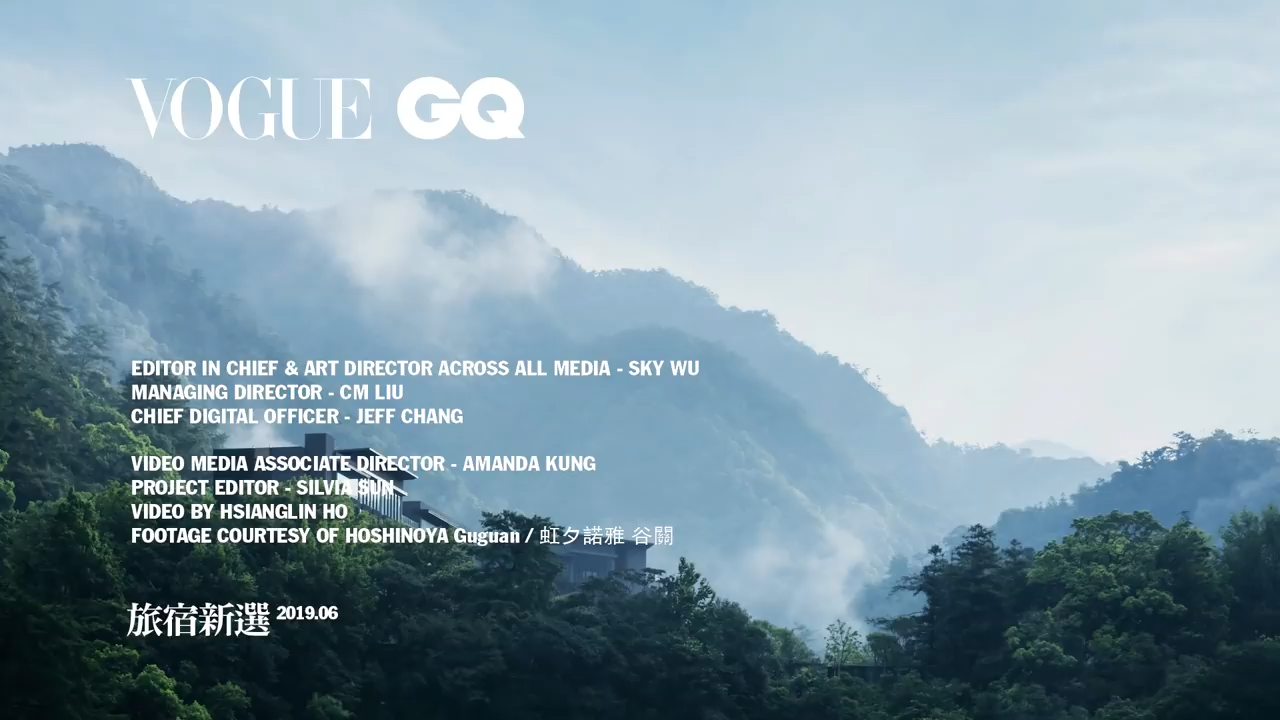 VOGUE GQ
EDITOR IN CHIEF & ART DIRECTOR ACROSS ALL MEDIA - SKY WU
MANAGING DIRECTOR - CM LIU
CHIEF DIGITAL OFFICER - JEFF CHANG
VIDEO MEDIA ASSOCIATE DIRECTOR - AMANDA KUNG
PROJECT EDITOR - SILVIA SUN
VIDEO BY HSIANGLIN HO
FOOTAGE COURTESY OF HOSHINOYA Guguan / 虹夕諾雅 谷關
旅宿新選 2019.06